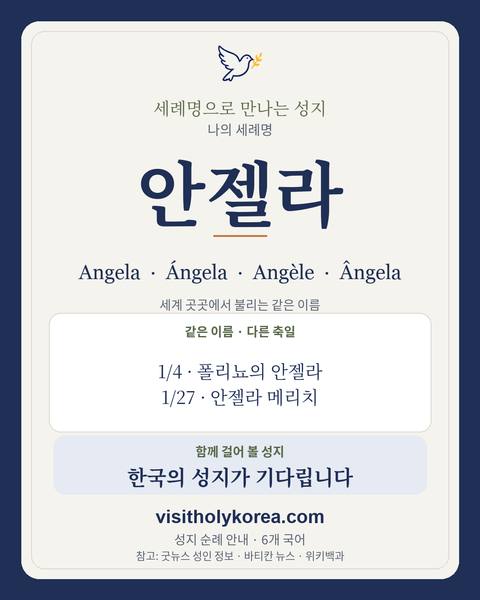 세례명으로 만나는 성지
나의 세례명
안젤라
Angela · Ángela · Angèle · Ângela
세계 곳곳에서 불리는 같은 이름
같은 이름 · 다른 축일
1/4 · 폴리뇨의 안젤라
1/27 · 안젤라 메리치
함께 걸어 볼 성지
한국의 성지가 기다립니다
visitholykorea.com
성지 순례 안내 · 6개 국어
참고: 굿뉴스 성인 정보 · 바티칸 뉴스 · 위키백과